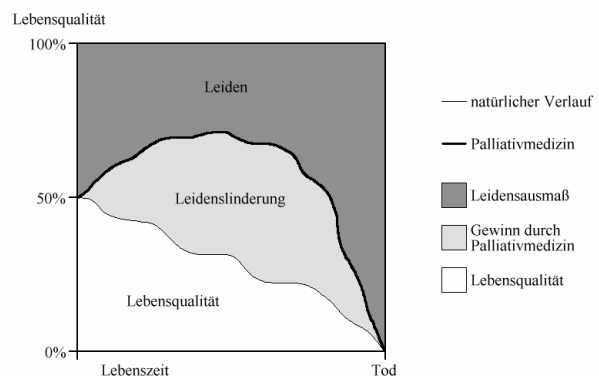 Lebensqualität
100%
Leiden
natürlicher Verlauf
Palliativmedizin
50%
Leidenslinderung
Leidensausmaß
Gewinn durch
Palliativmedizin
Lebensqualität
Lebensqualität
0%
Lebenszeit
Tod